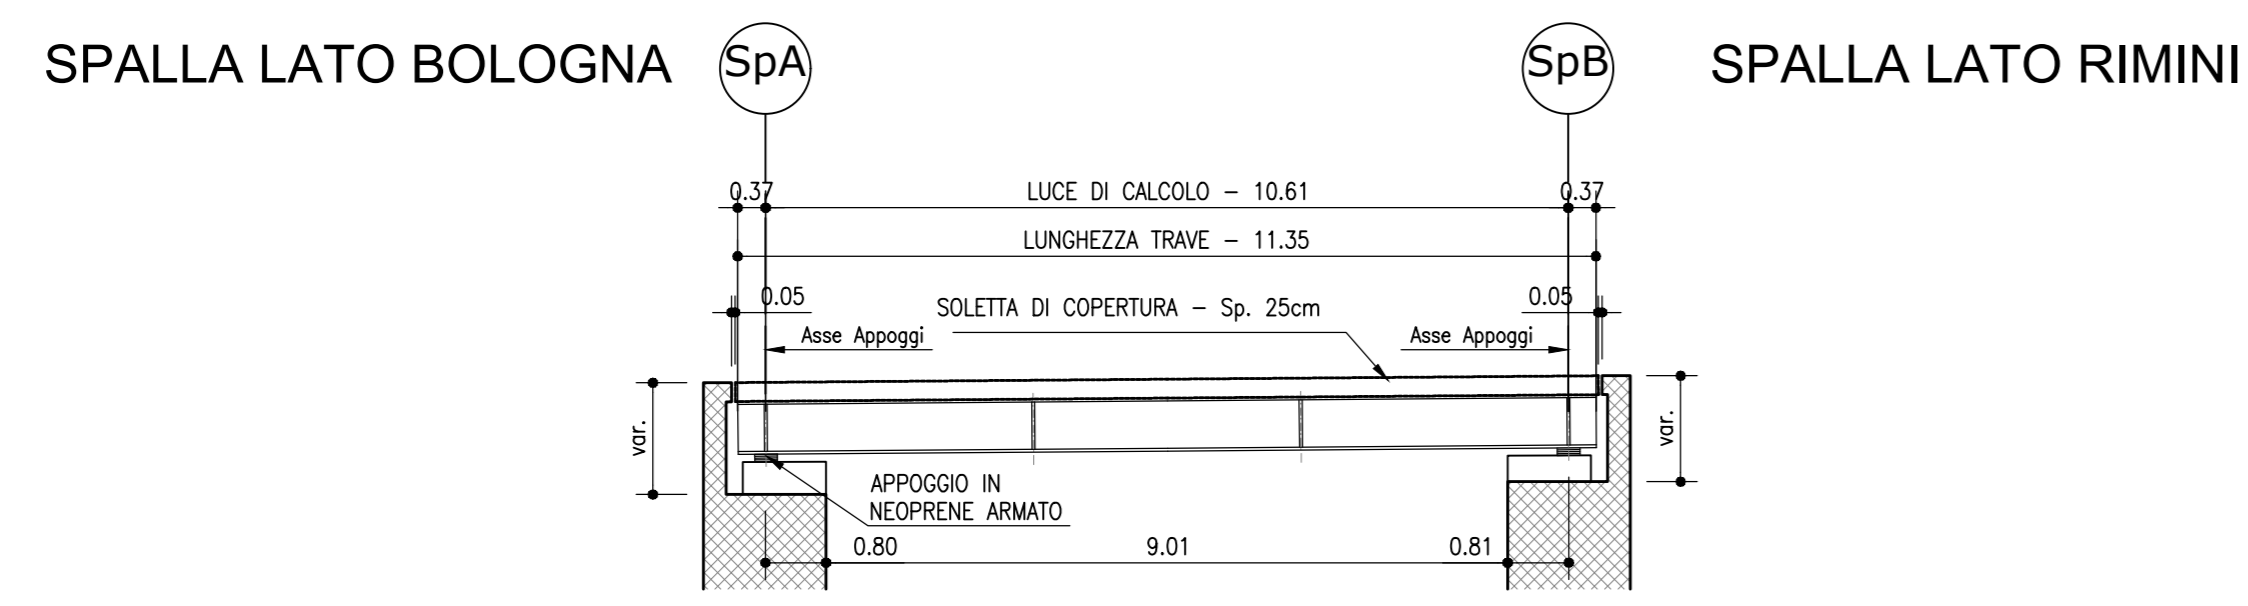 SPALLA LATO BOLOGNA
SpA
SpB
SPALLA LATO RIMINI
0.37
LUCE DI CALCOLO – 10.61
0.37
LUNGHEZZA TRAVE – 11.35
0.05
SOLETTA DI COPERTURA – Sp. 25cm
0.05
Asse Appoggi
Asse Appoggi
var.
var.
APPOGGIO IN
NEOPRENE ARMATO
0.80
9.01
0.81